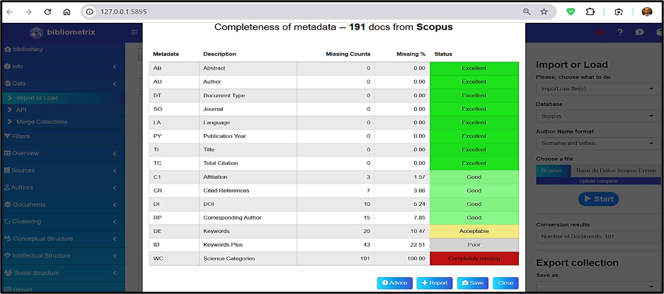 127.0.0.1:5895
Completeness of metadata -- 191 docs from Scopus
bibliometrix
biblioshiny
Info
Data
Import or Load
API
Merge Collections
Filters
Overview
Sources
Authors
Documents
Clustering
Conceptual Structure
Intellectual Structure
Social Structure
Report
Metadata Description Missing Counts Missing % Status
AB Abstract 0 0.00 Excellent
AU Author 0 0.00 Excellent
DT Document Type 0 0.00 Excellent
SO Journal 0 0.00 Excellent
LA Language 0 0.00 Excellent
PY Publication Year 0 0.00 Excellent
TI Title 0 0.00 Excellent
TC Total Citation 0 0.00 Excellent
C1 Affiliation 3 1.57 Good
CR Cited References 7 3.66 Good
DI DOI 10 5.24 Good
RP Corresponding Author 15 7.85 Good
DE Keywords 20 10.47 Acceptable
ID Keywords Plus 43 22.51 Poor
WC Science Categories 191 100.00 Completely missing
Advice Report Save Close
Import or Load
Please, choose what to do
Import raw file(s)
Database
Scopus
Author Name format
Surname and Initials
Choose a file
Browse... Base de Datos Scopus
Upload complete
Start
Conversion results
Number of Documents 191
Export collection
Save as: